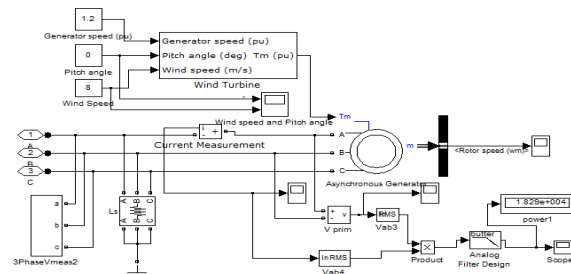 1.2
Generator speed (pu)
0
Pitch angle
8
Wind Speed
Generator speed (pu)
Pitch angle (deg) Tm (pu)
Wind speed (m/s)
Wind Turbine
Wind speed and Pitch angle
Tm
1
A
2
B
3
C
i
+
-
Current Measurement
A
B
C
m
<Rotor speed (wm)>
Asynchronous Generator
a
b
c
3PhaseVmeas2
A B C
Ls
A B C
+
-
v
V prim
RMS
Vab3
In RMS
Vab4
×
Product
butter
Analog
Filter Design
1.829e+004
power1
Scope